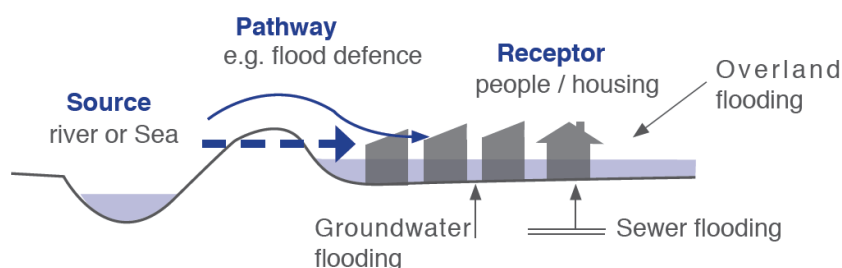 Pathway
e.g. flood defence
Receptor
people / housing
Source
river or Sea
Overland
flooding
Groundwater
flooding
Sewer flooding